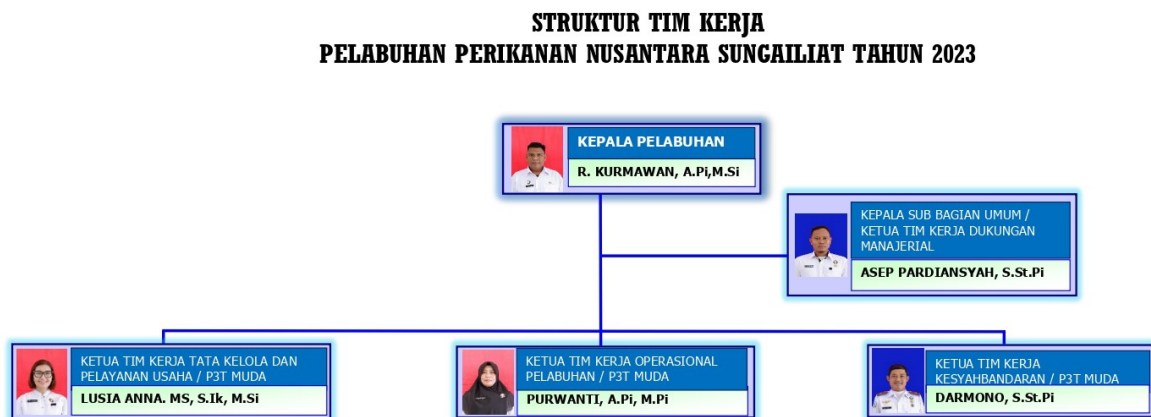 STRUKTUR TIM KERJA
PELABUHAN PERIKANAN NUSANTARA SUNGAILIAT TAHUN 2023
KEPALA PELABUHAN
R. KURMAWAN, A.Pi,M.Si
KEPALA SUB BAGIAN UMUM /
KETUA TIM KERJA DUKUNGAN
MANAJERIAL
ASEP PARDIANSYAH, S.St.Pi
KETUA TIM KERJA TATA KELOLA DAN
PELAYANAN USAHA / P3T MUDA
LUSIA ANNA. MS, S.Ik, M.Si
KETUA TIM KERJA OPERASIONAL
PELABUHAN / P3T MUDA
PURWANTI, A.Pi, M.Pi
KETUA TIM KERJA
KESYAHBANDARAN / P3T MUDA
DARMONO, S.St.Pi